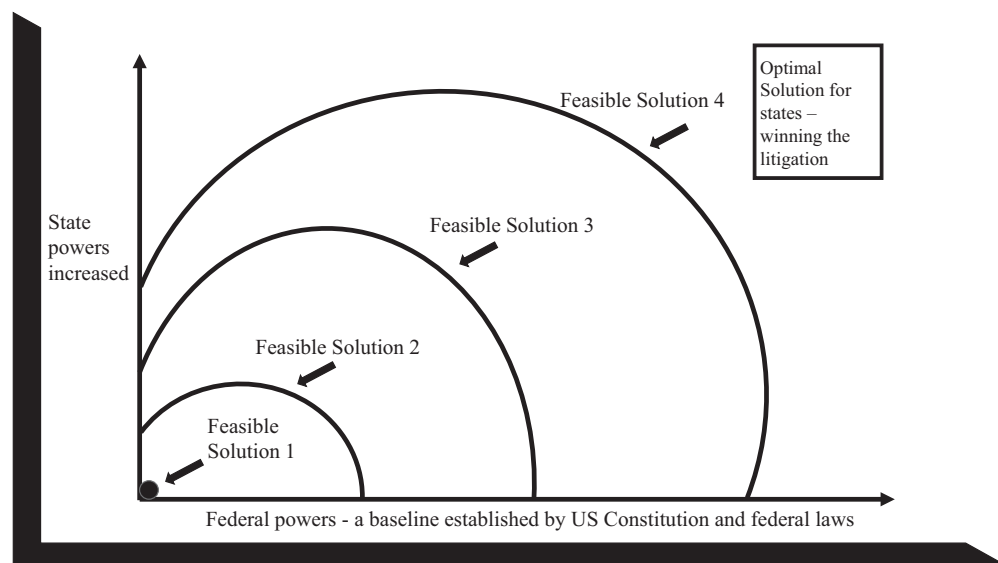 Optimal
Solution for
states –
winning the
litigation
Feasible Solution 4
State
powers
increased
Feasible Solution 3
Feasible Solution 2
Feasible
Solution 1
Federal powers - a baseline established by US Constitution and federal laws